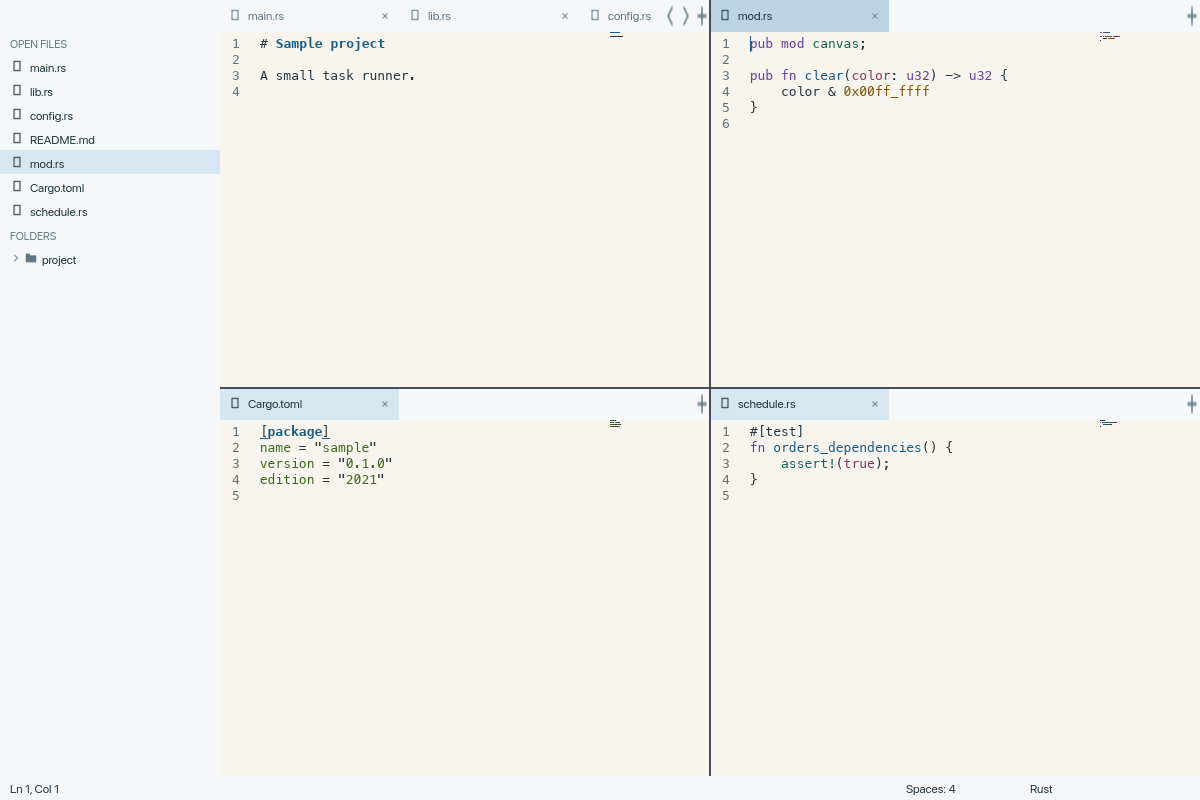 OPEN FILES
main.rs
lib.rs
config.rs
README.md
mod.rs
Cargo.toml
schedule.rs
FOLDERS
project
main.rs × lib.rs × config.rs
1 # Sample project
2
3 A small task runner.
4
mod.rs ×
1 pub mod canvas;
2
3 pub fn clear(color: u32) -> u32 {
4     color & 0x00ff_ffff
5 }
6
Cargo.toml ×
1 [package]
2 name = "sample"
3 version = "0.1.0"
4 edition = "2021"
5
schedule.rs ×
1 #[test]
2 fn orders_dependencies() {
3     assert!(true);
4 }
5
Ln 1, Col 1 Spaces: 4 Rust